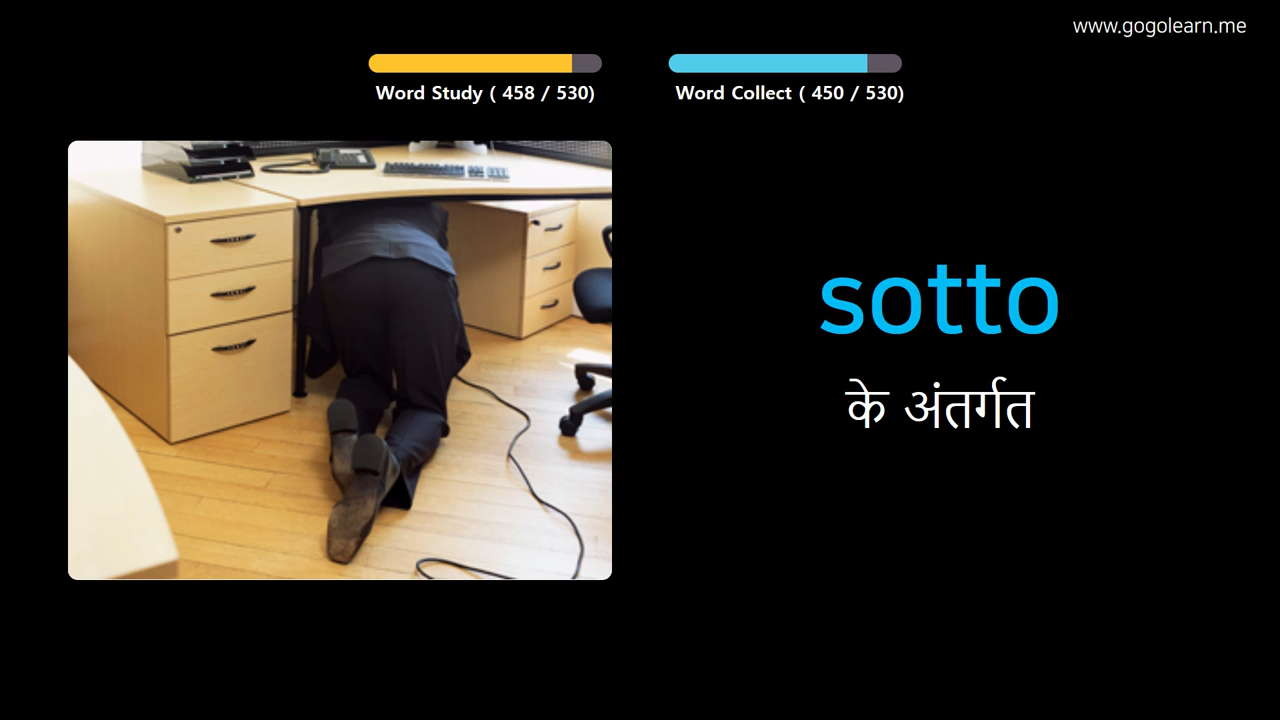 www.gogolearn.me
Word Study ( 458 / 530)
Word Collect ( 450 / 530)
sotto
के अंतर्गत